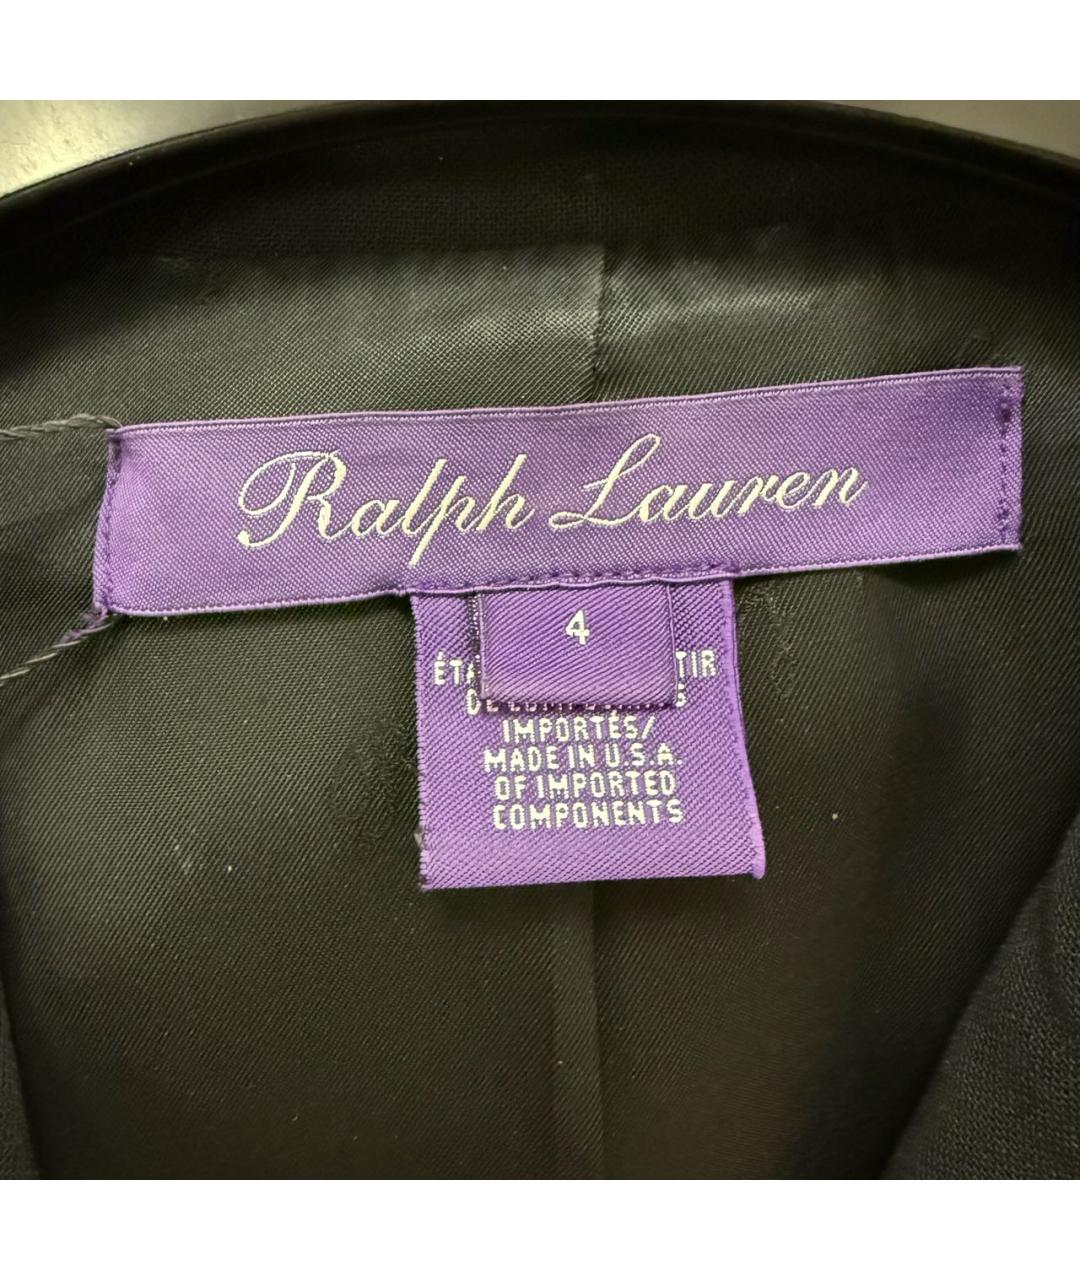 Ralph Lauren
4
IMPORTÉS/
MADE IN U.S.A.
OF IMPORTED
COMPONENTS